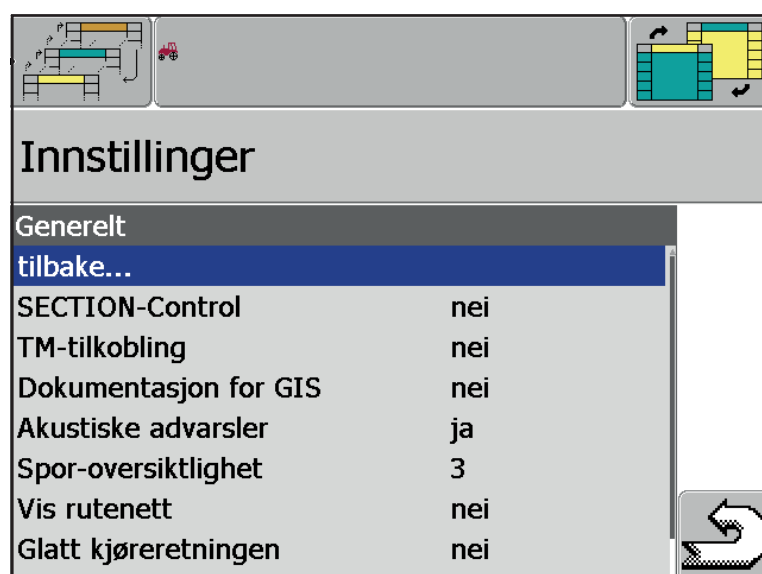 Innstillinger
Generelt
tilbake...
SECTION-Control nei
TM-tilkobling nei
Dokumentasjon for GIS nei
Akustiske advarsler ja
Spor-oversiktlighet 3
Vis rutenett nei
Glatt kjøreretningen nei